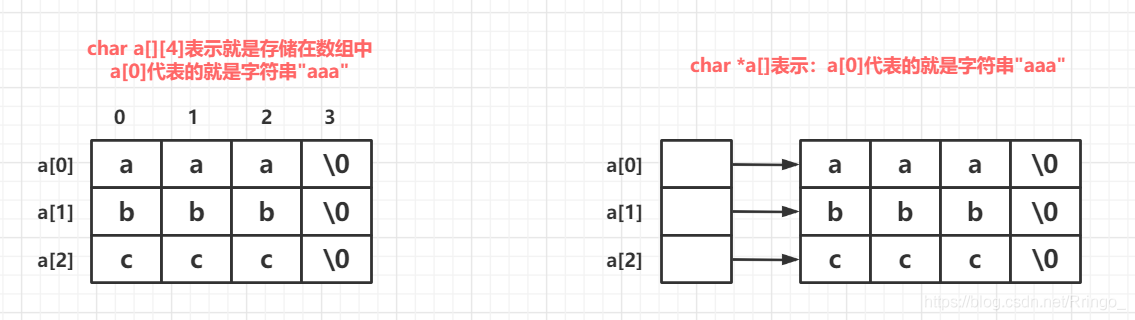 char a[][4]表示就是存储在数组中
a[0]代表的就是字符串"aaa"
0 1 2 3
a[0] a a a \0
a[1] b b b \0
a[2] c c c \0
char *a[]表示：a[0]代表的就是字符串"aaa"
a[0] a a a \0
a[1] b b b \0
a[2] c c c \0
https://blog.csdn.net/Rringo_